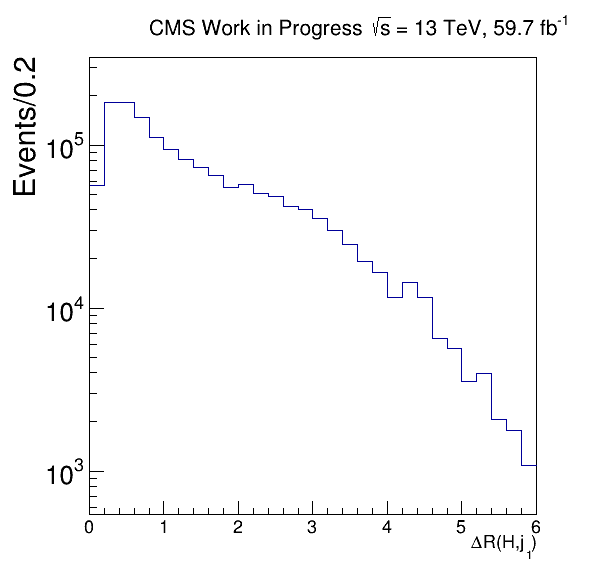 CMS Work in Progress √s = 13 TeV, 59.7 fb⁻¹
Events/0.2
10⁵
10⁴
10³
0 1 2 3 4 5 6
ΔR(H,j₁)